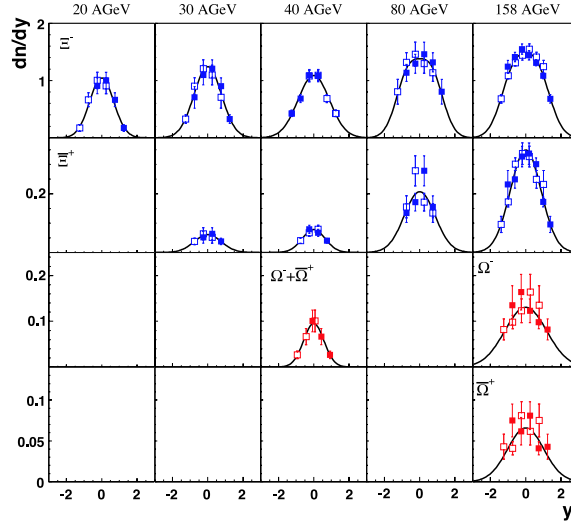 20 AGeV 30 AGeV 40 AGeV 80 AGeV 158 AGeV
dn/dy
2
Ξ⁻
1
Ξ̅⁺
0.2
0.2
Ω⁻+Ω̅⁺
Ω⁻
0.1
0.1
Ω̅⁺
0.05
0
-2 0 2 -2 0 2 -2 0 2 -2 0 2 -2 0 2
y